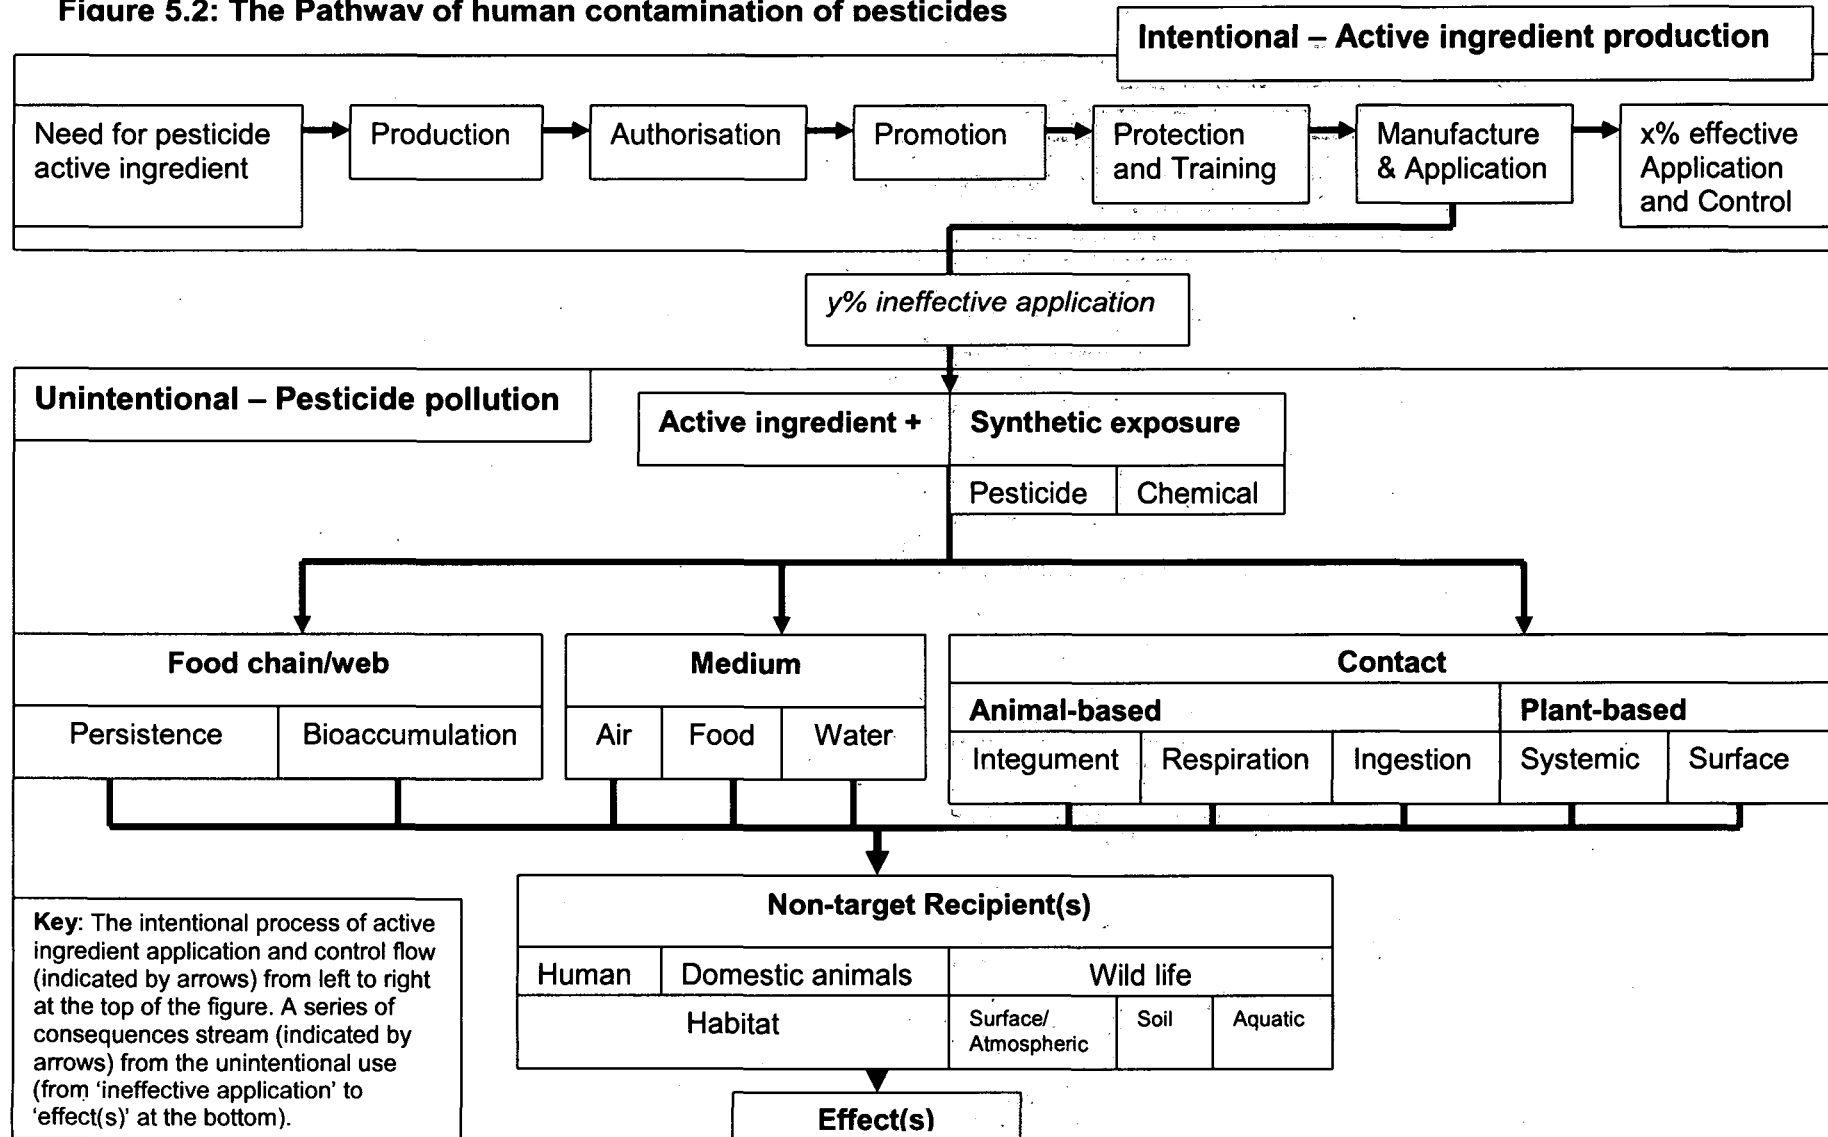 Figure 5.2: The Pathway of human contamination of pesticides
Intentional – Active ingredient production
Need for pesticide
active ingredient
Production
Authorisation
Promotion
Protection
and Training
Manufacture
& Application
x% effective
Application
and Control
y% ineffective application
Unintentional – Pesticide pollution
Active ingredient +
Synthetic exposure
Pesticide
Chemical
Food chain/web
Persistence
Bioaccumulation
Medium
Air
Food
Water
Contact
Animal-based
Plant-based
Integument
Respiration
Ingestion
Systemic
Surface
Non-target Recipient(s)
Human
Domestic animals
Wild life
Habitat
Surface/
Atmospheric
Soil
Aquatic
Effect(s)
Key: The intentional process of active
ingredient application and control flow
(indicated by arrows) from left to right
at the top of the figure. A series of
consequences stream (indicated by
arrows) from the unintentional use
(from ‘ineffective application’ to
‘effect(s)’ at the bottom).